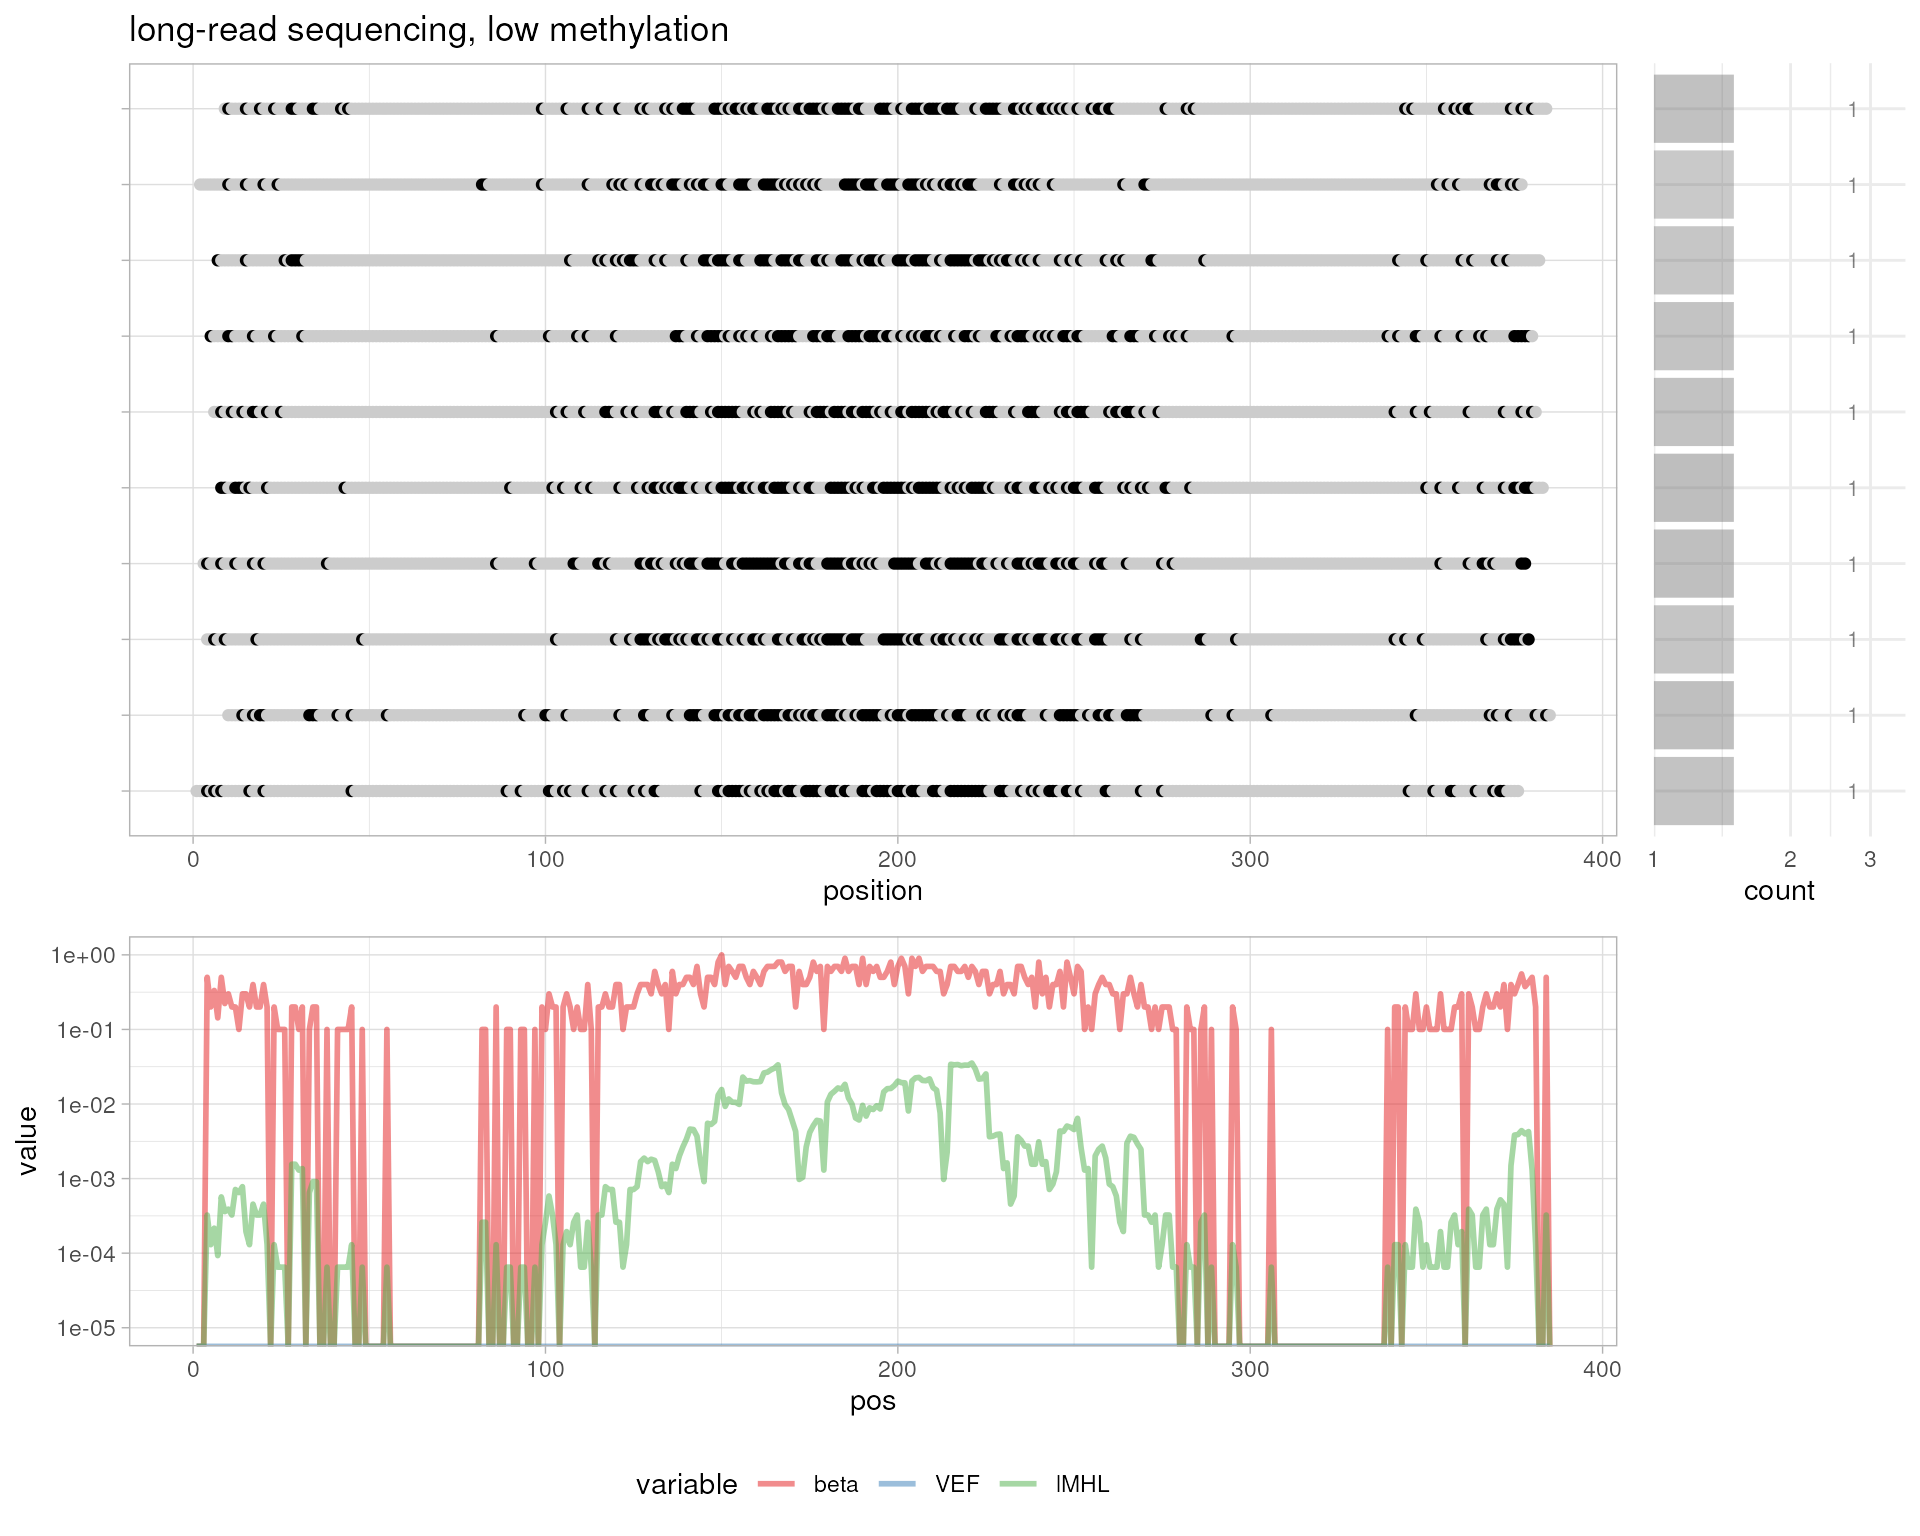 long-read sequencing, low methylation
1
1
1
1
1
1
1
1
1
1
0 100 200 300 400 1 2 3
position count
1e+00
1e-01
1e-02
1e-03
1e-04
1e-05
value
0 100 200 300 400
pos
variable beta VEF lMHL